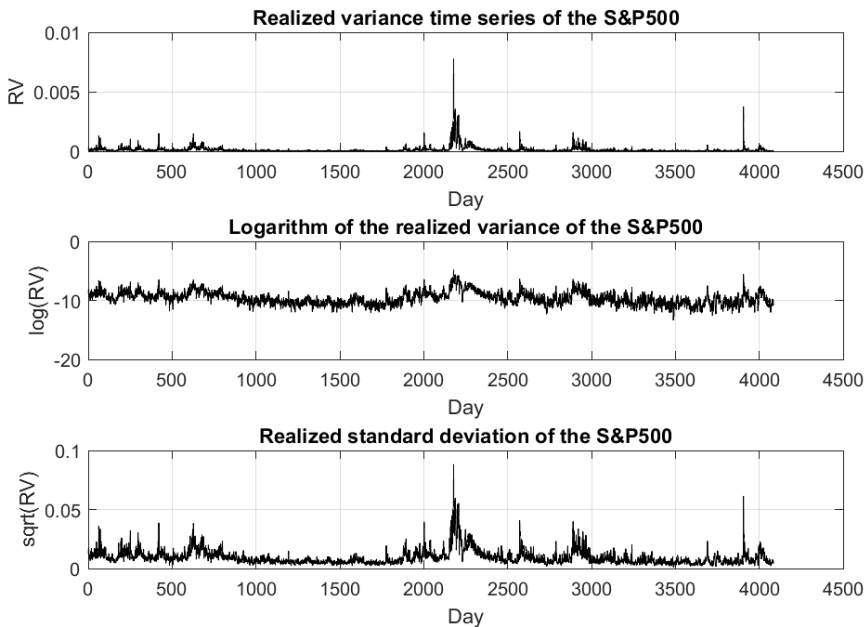 Realized variance time series of the S&P500
0.01
0.005
0
RV
0 500 1000 1500 2000 2500 3000 3500 4000 4500
Day
Logarithm of the realized variance of the S&P500
0
-10
-20
log(RV)
0 500 1000 1500 2000 2500 3000 3500 4000 4500
Day
Realized standard deviation of the S&P500
0.1
0.05
0
sqrt(RV)
0 500 1000 1500 2000 2500 3000 3500 4000 4500
Day